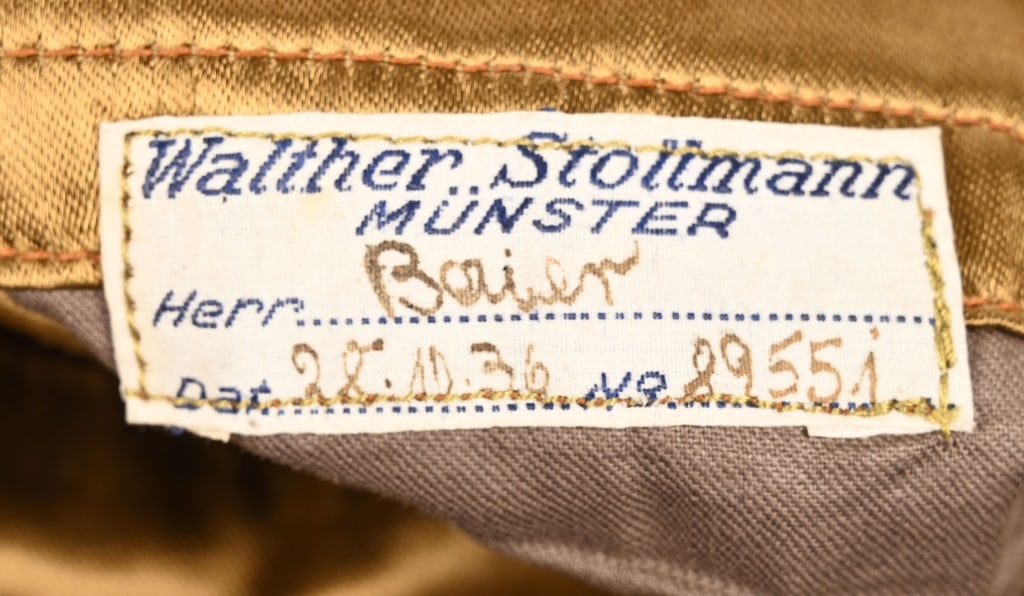 Walther Stollmann
MÜNSTER
Herr Baier
Dat. 28.10.36 No 29551